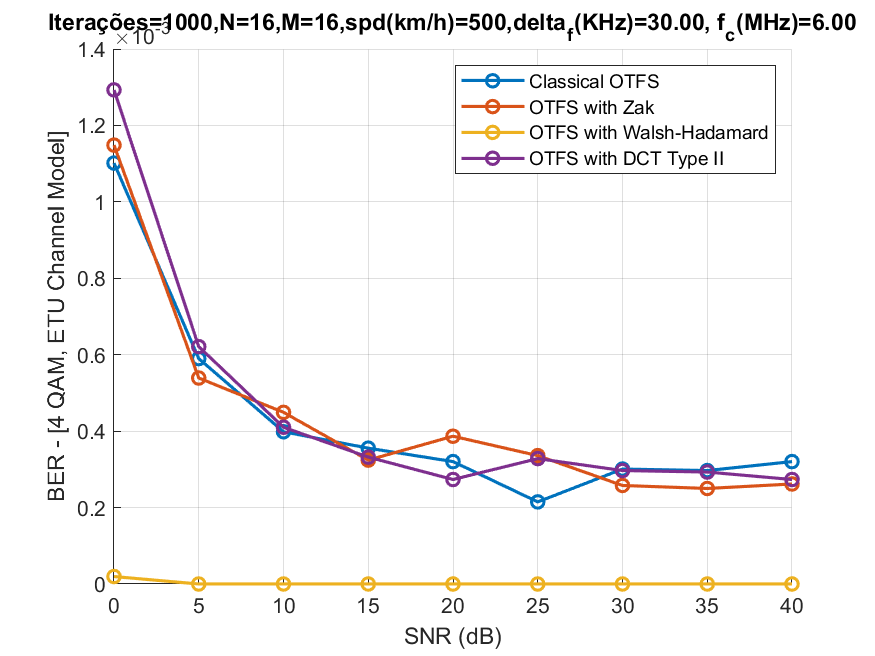 Iterações=1000,N=16,M=16,spd(km/h)=500,delta_f(KHz)=30.00, f_c(MHz)=6.00
×10^-3
1.4
1.2
1
0.8
0.6
0.4
0.2
0
BER - [4 QAM, ETU Channel Model]
Classical OTFS
OTFS with Zak
OTFS with Walsh-Hadamard
OTFS with DCT Type II
0 5 10 15 20 25 30 35 40
SNR (dB)